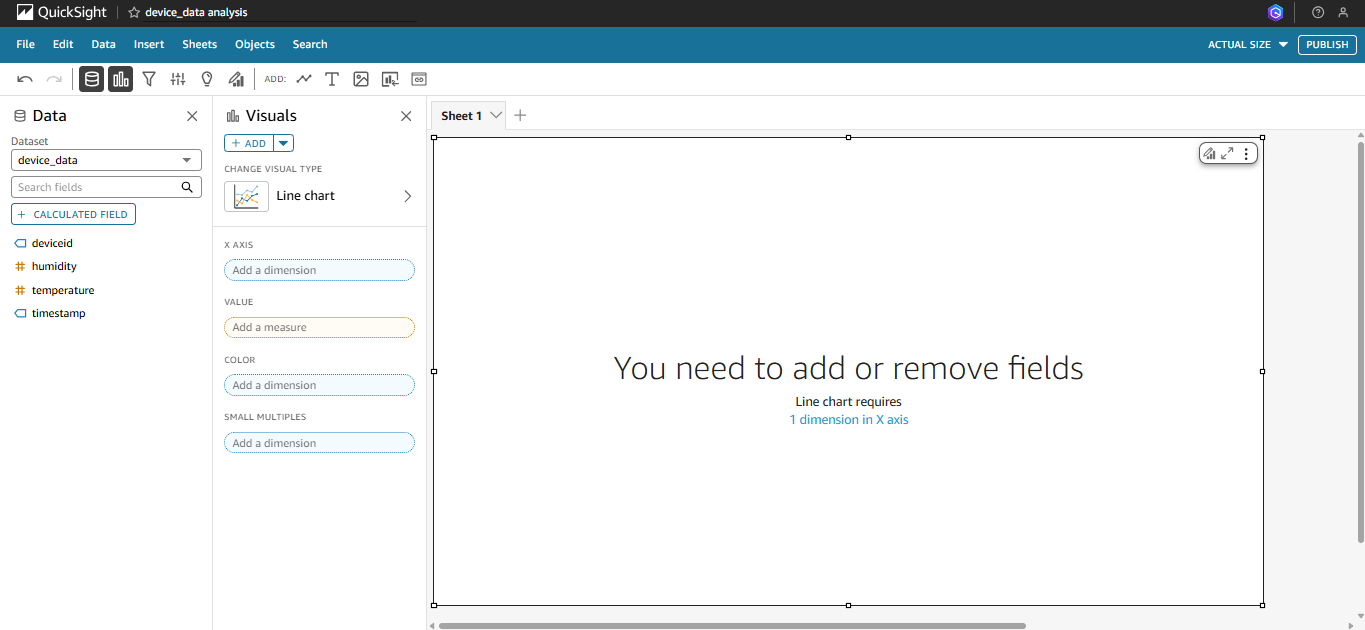 QuickSight
device_data analysis
File Edit Data Insert Sheets Objects Search
ACTUAL SIZE
PUBLISH
ADD:
Data
Dataset
device_data
Search fields
+ CALCULATED FIELD
deviceid
# humidity
# temperature
timestamp
Visuals
+ ADD
CHANGE VISUAL TYPE
Line chart
X AXIS
Add a dimension
VALUE
Add a measure
COLOR
Add a dimension
SMALL MULTIPLES
Add a dimension
Sheet 1
You need to add or remove fields
Line chart requires
1 dimension in X axis